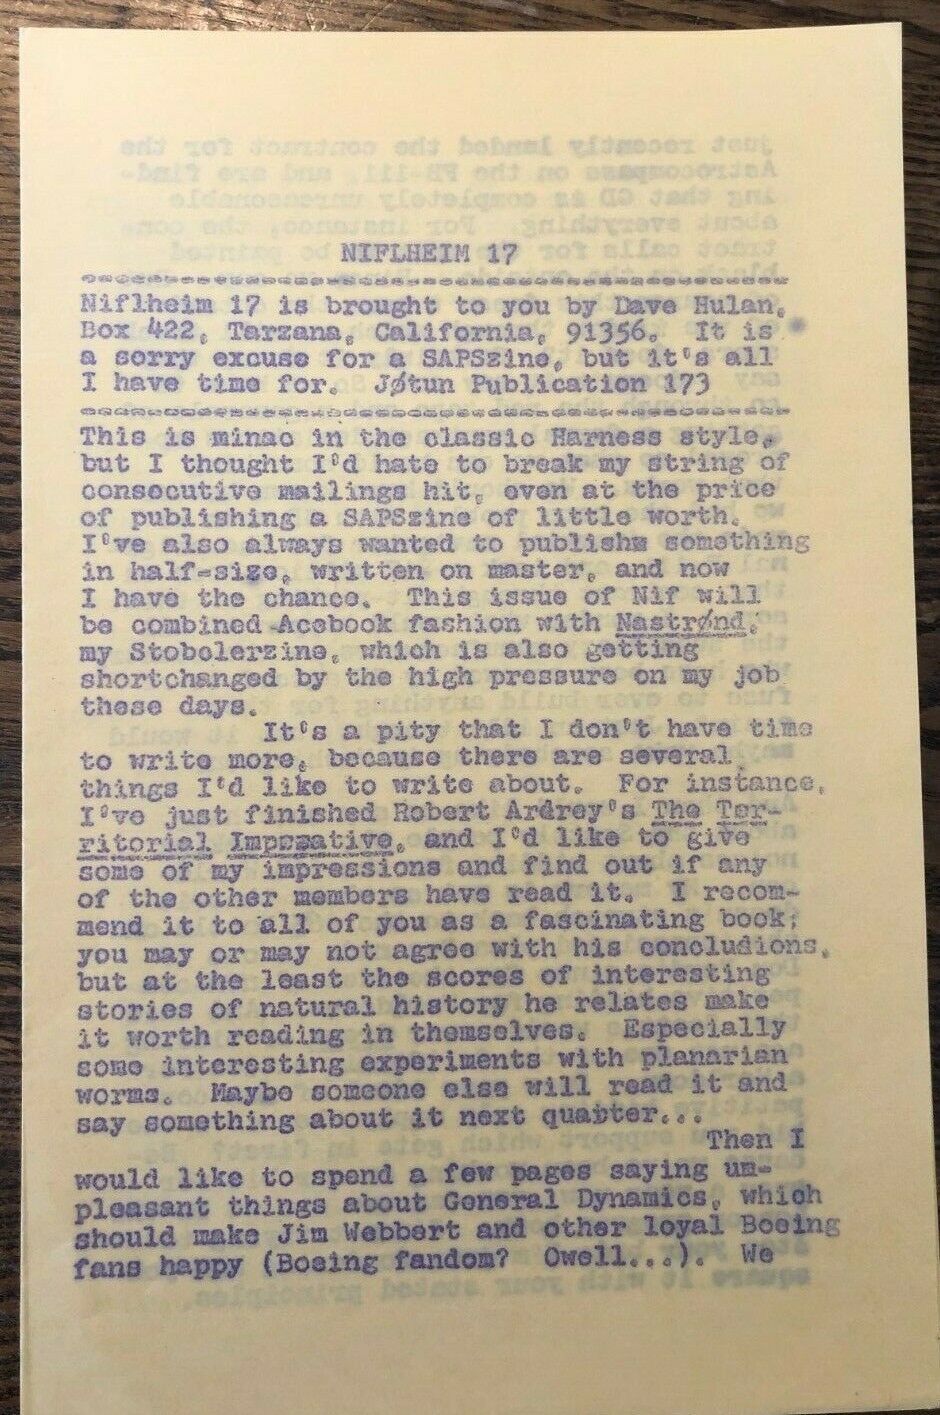 NIFLHEIM 17
Niflheim 17 is brought to you by Dave Hulan,
Box 422, Tarzana, California, 91356. It is
a sorry excuse for a SAPSzine, but it's all
I have time for. Jøtun Publication 173
This is minac in the classic Harness style,
but I thought I'd hate to break my string of
consecutive mailings hit, even at the price
of publishing a SAPSzine of little worth.
I've also always wanted to publishm something
in half-size, written on master, and now
I have the chance. This issue of Nif will
be combined Acebook fashion with Nastrønd,
my Stobclerzine, which is also getting
shortchanged by the high pressure on my job
these days.
It's a pity that I don't have time
to write more, because there are several
things I'd like to write about. For instance,
I've just finished Robert Ardrey's The Ter-
ritorial, and I'd like to give
some of my impressions and find out if any
of the other members have read it. I recom-
mend it to all of you as a fascinating book;
you may or may not agree with his concludions,
but at the least the scores of interesting
stories of natural history he relates make
it worth reading in themselves. Especially
some interesting experiments with planarian
worms. Maybe someone else will read it and
say something about it next quarter...
Then I
would like to spend a few pages saying un-
pleasant things about General Dynamics, which
should make Jim Webbert and other loyal Boeing
fans happy (Boeing fandom? Owell...). We